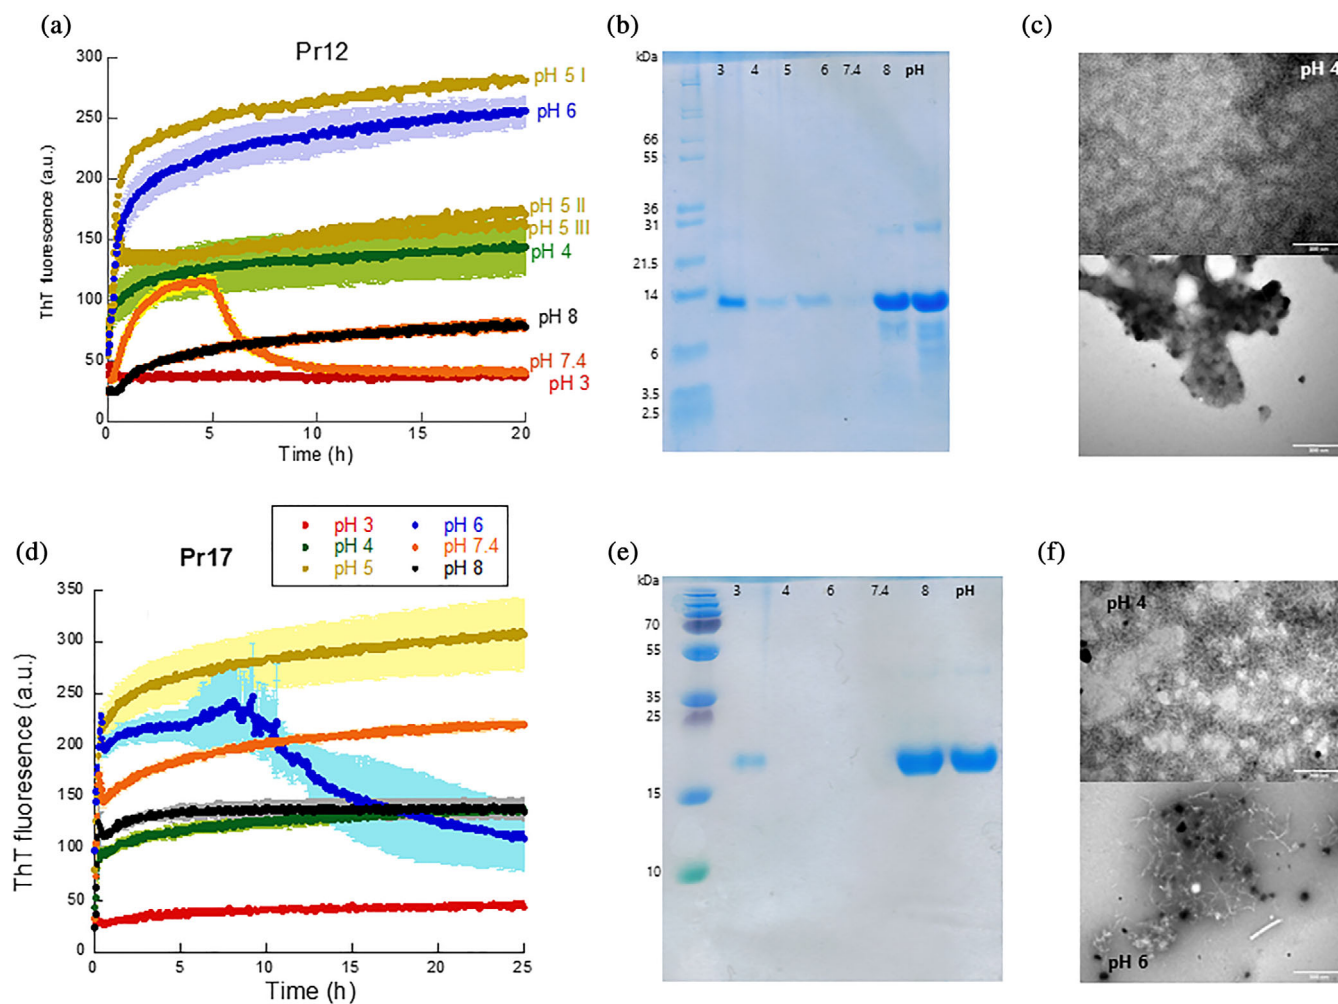 (a)
Pr12
ThT fluorescence (a.u.)
300
250
200
150
100
50
0
0 5 10 15 20
Time (h)
pH 5 I
pH 6
pH 5 II
pH 5 III
pH 4
pH 8
pH 7.4
pH 3
(b)
kDa
3 4 5 6 7.4 8 pH
66
55
36
31
21.5
14
6
3.5
2.5
(c)
pH 4
(d)
Pr17
pH 3 pH 6
pH 4 pH 7.4
pH 5 pH 8
ThT fluorescence (a.u.)
350
300
250
200
150
100
50
0
0 5 10 15 20 25
Time (h)
(e)
kDa
3 4 6 7.4 8 pH
70
55
35
25
15
10
(f)
pH 4
pH 6